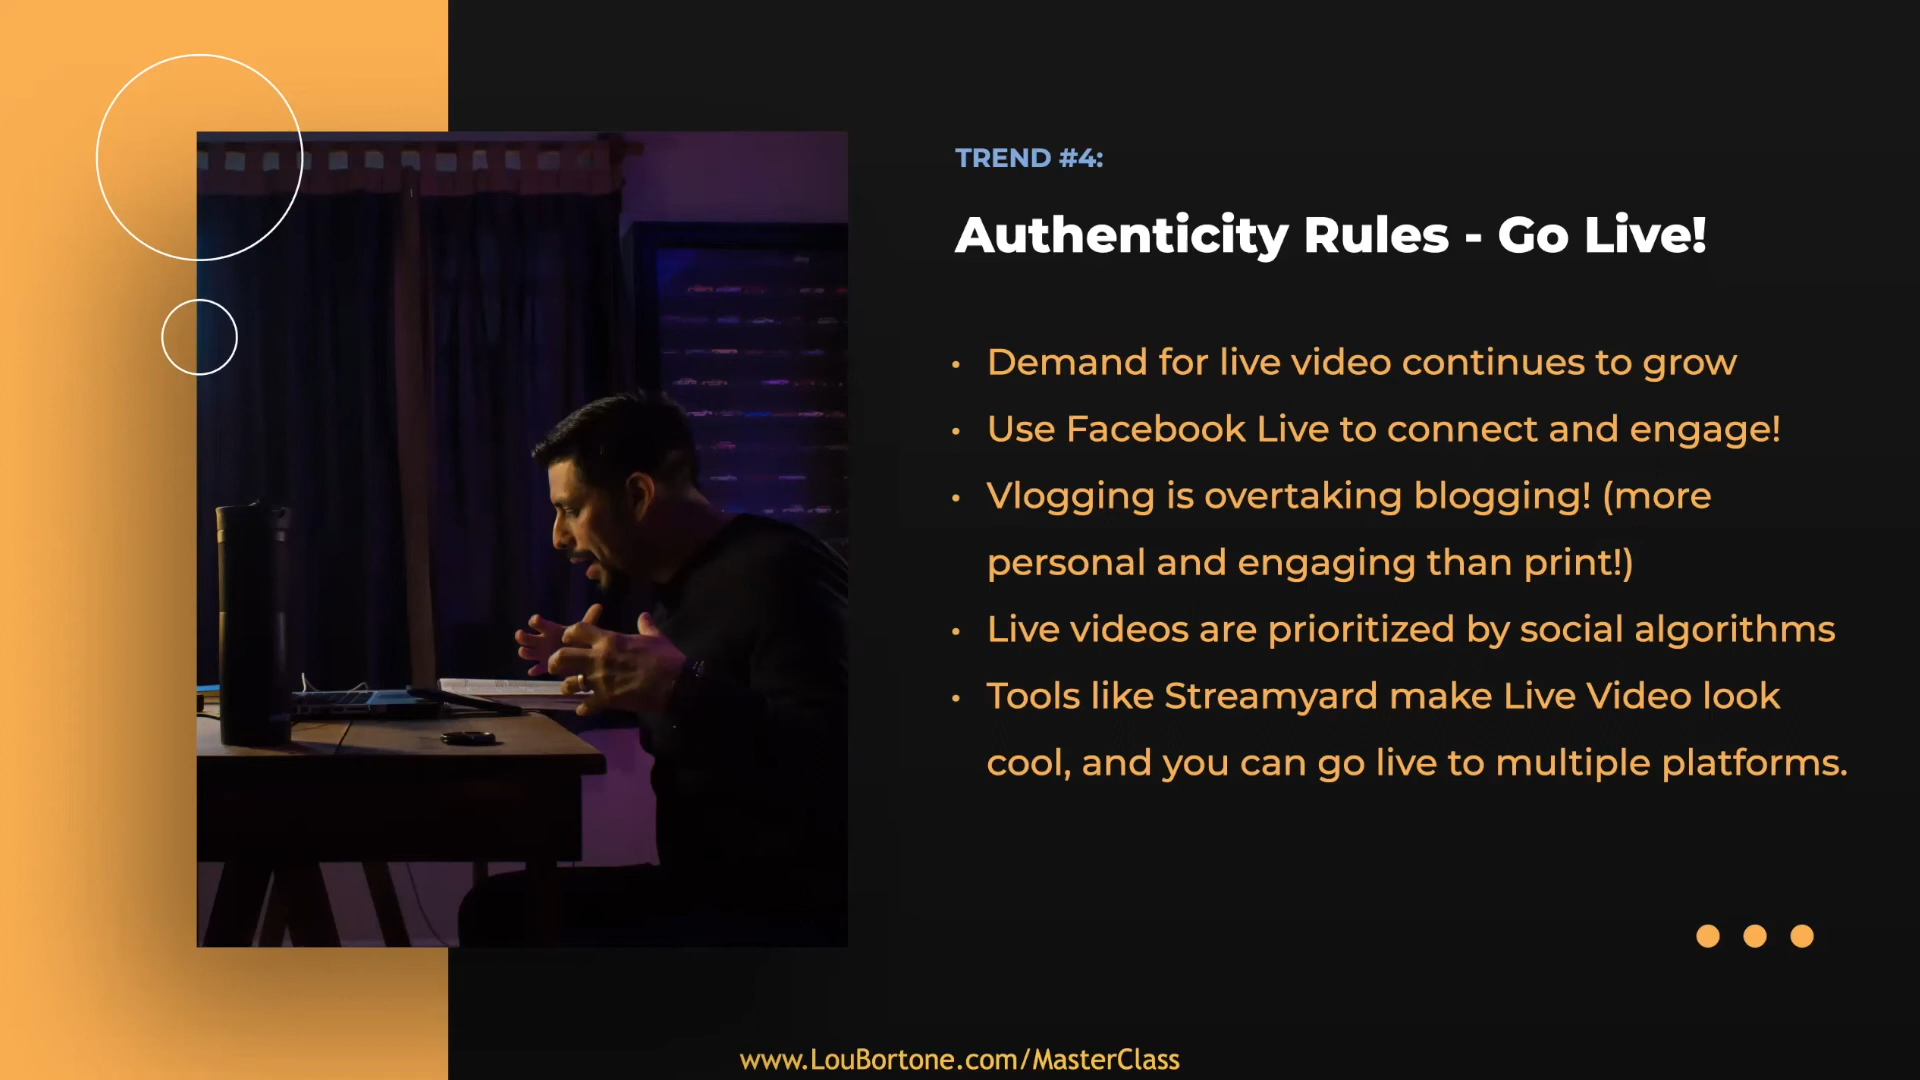 TREND #4:
Authenticity Rules - Go Live!
• Demand for live video continues to grow
• Use Facebook Live to connect and engage!
• Vlogging is overtaking blogging! (more
personal and engaging than print!)
• Live videos are prioritized by social algorithms
• Tools like Streamyard make Live Video look
cool, and you can go live to multiple platforms.
www.LouBortone.com/MasterClass